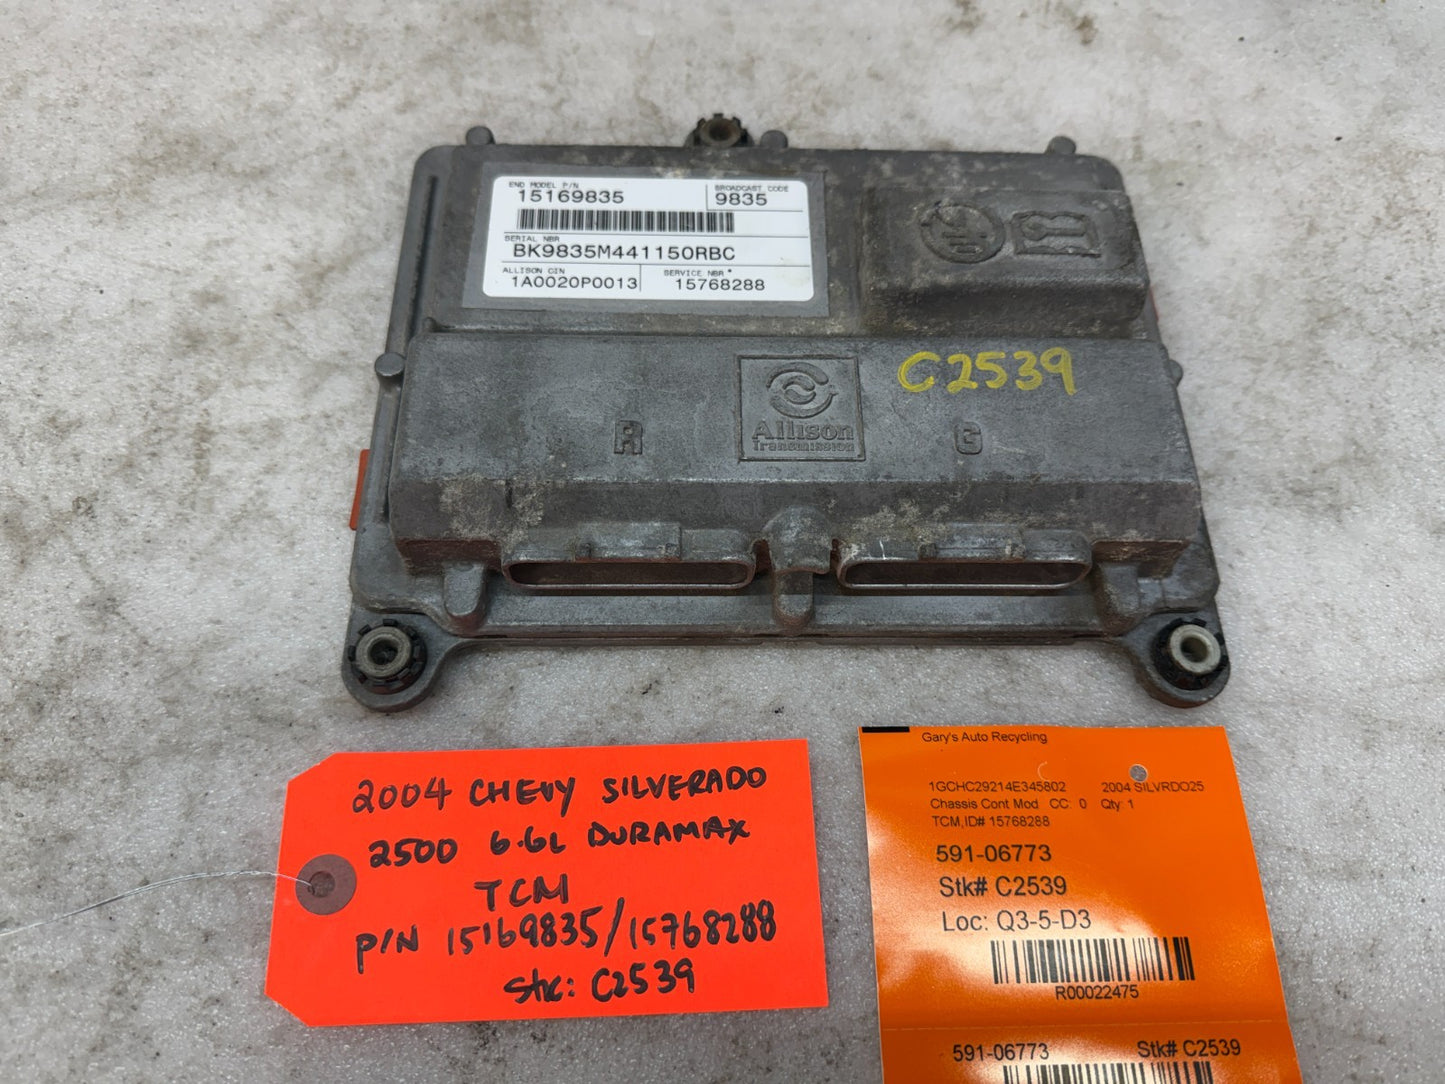 END MODEL P/N
15169835
BROADCAST CODE
9835
SERIAL NBR
BK9835M441150RBC
ALLISON CIN
1A0020P0013
SERVICE NBR *
15768288
C2539
R
Allison
Transmission
G
2004 CHEVY SILVERADO
2500 6.6L DURAMAX
TCM
P/N 15169835/15768288
Stk: C2539
Gary's Auto Recycling
1GCHC29214E345802 2004 SILVRDO25
Chassis Cont Mod CC: 0 Qty: 1
TCM,ID# 15768288
591-06773
Stk# C2539
Loc: Q3-5-D3
R00022475
591-06773 Stk# C2539